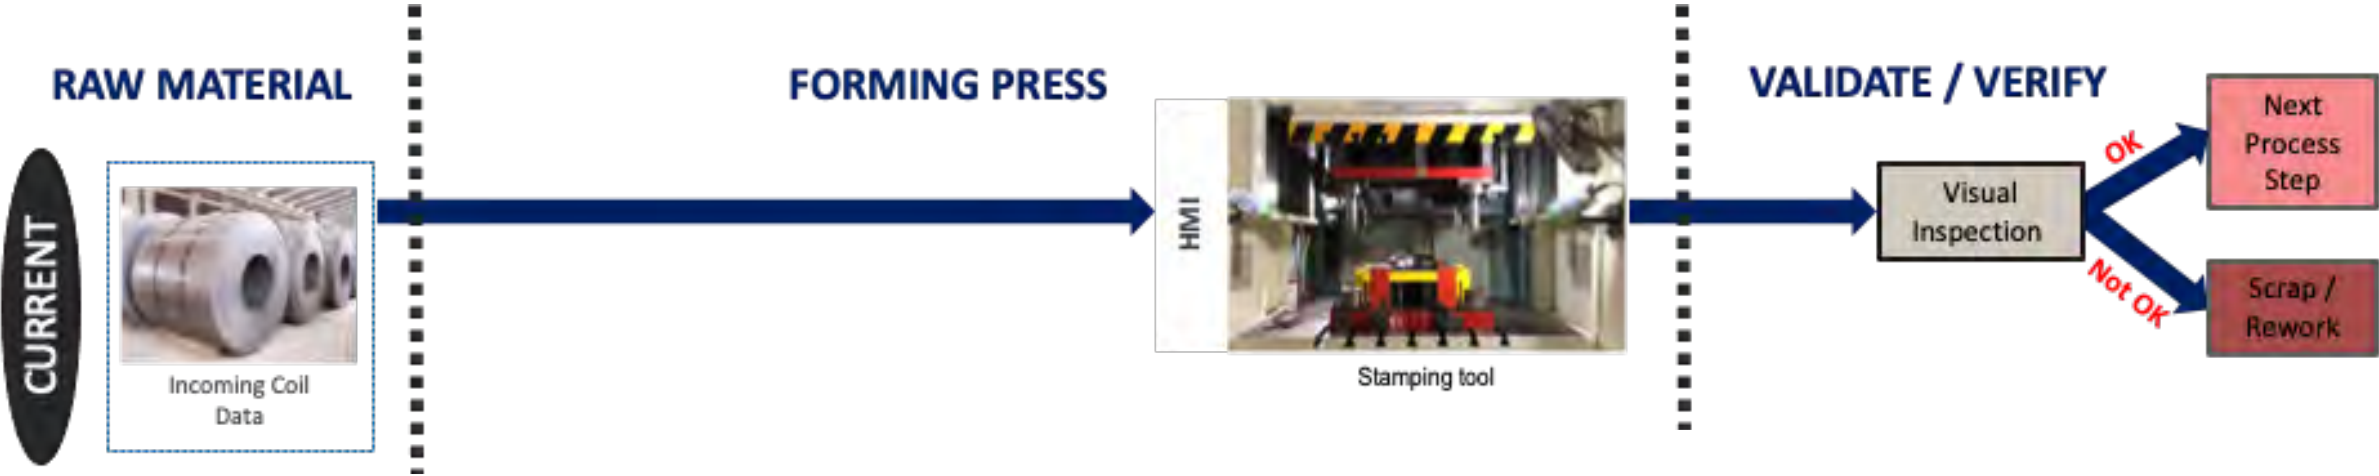 RAW MATERIAL
FORMING PRESS
VALIDATE / VERIFY
CURRENT
Incoming Coil
Data
HMI
Stamping tool
Visual
Inspection
OK
Not OK
Next
Process
Step
Scrap /
Rework